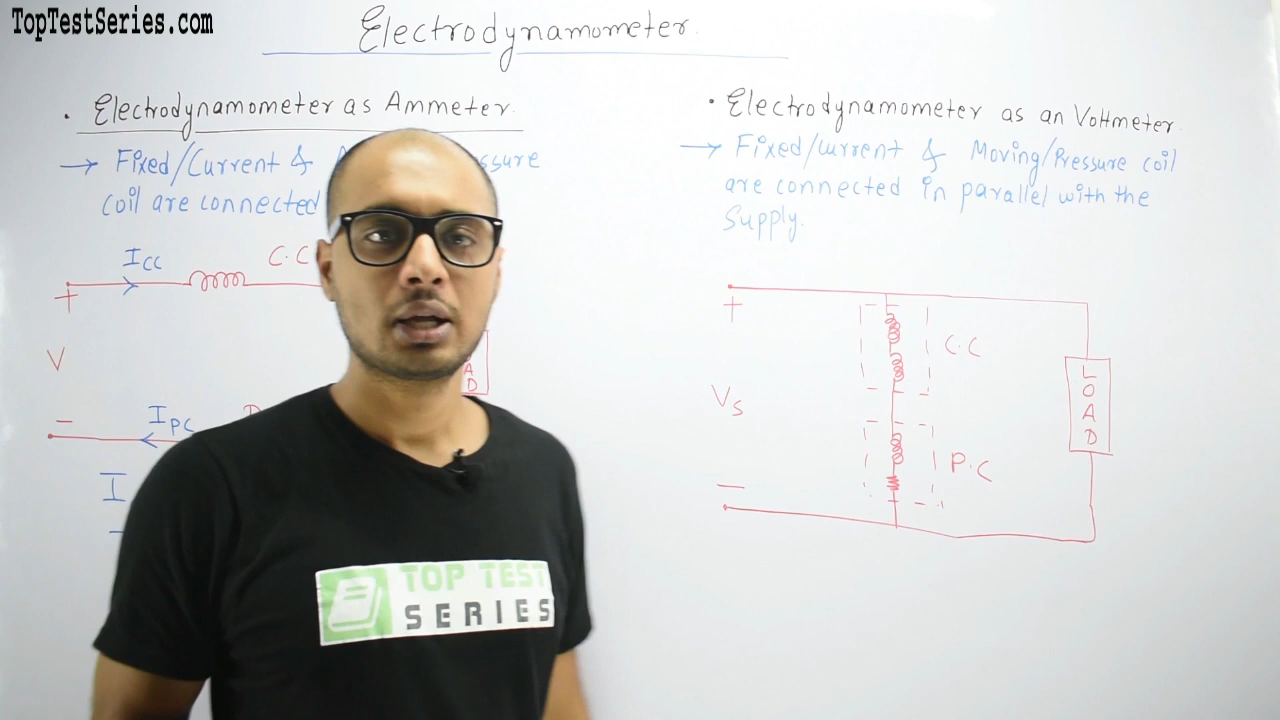 TopTestSeries.com
Electrodynamometer
• Electrodynamometer as Ammeter.
→ Fixed/Current &
coil are connected
ICC
C.C
+
V
AD
IPC
−
I
• Electrodynamometer as an Voltmeter.
→ Fixed/current & Moving/Pressure coil
are connected in parallel with the
Supply.
+
C.C
VS
LOAD
P.C
−
TOP TEST
SERIES